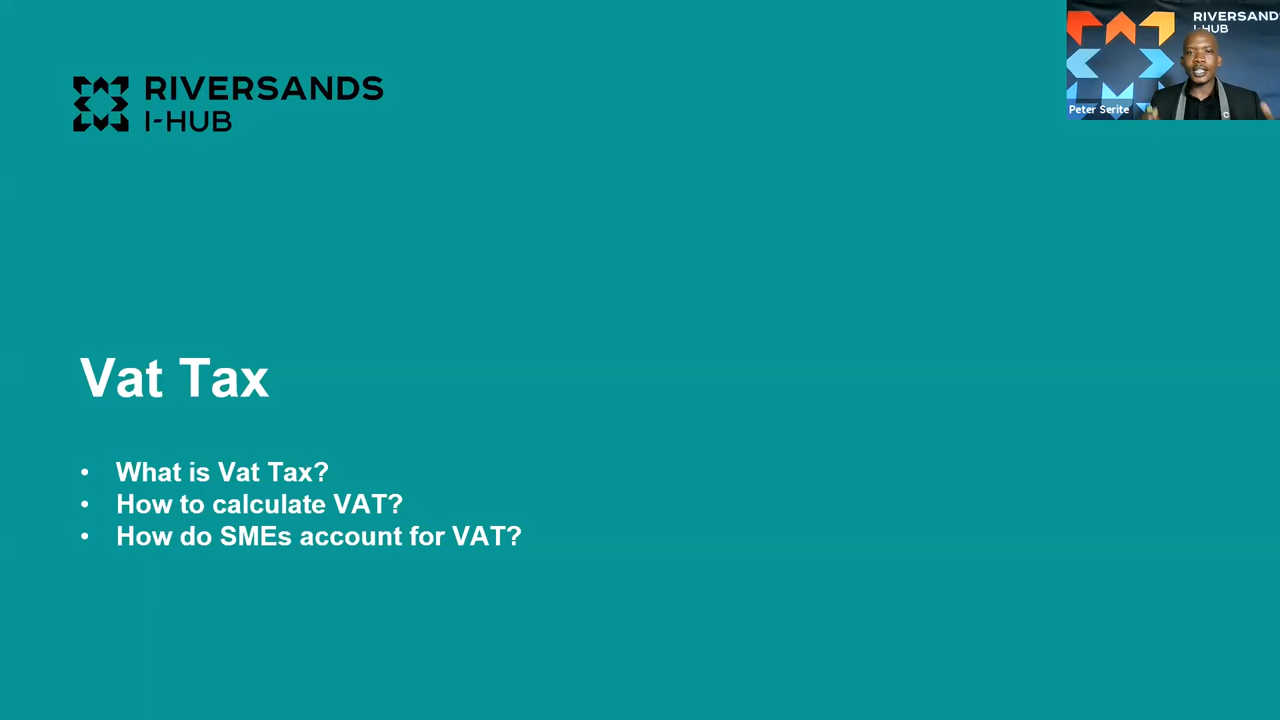 RIVERSANDS
I-HUB
RIVERSANDS
I-HUB
Peter Serite
Vat Tax
• What is Vat Tax?
• How to calculate VAT?
• How do SMEs account for VAT?